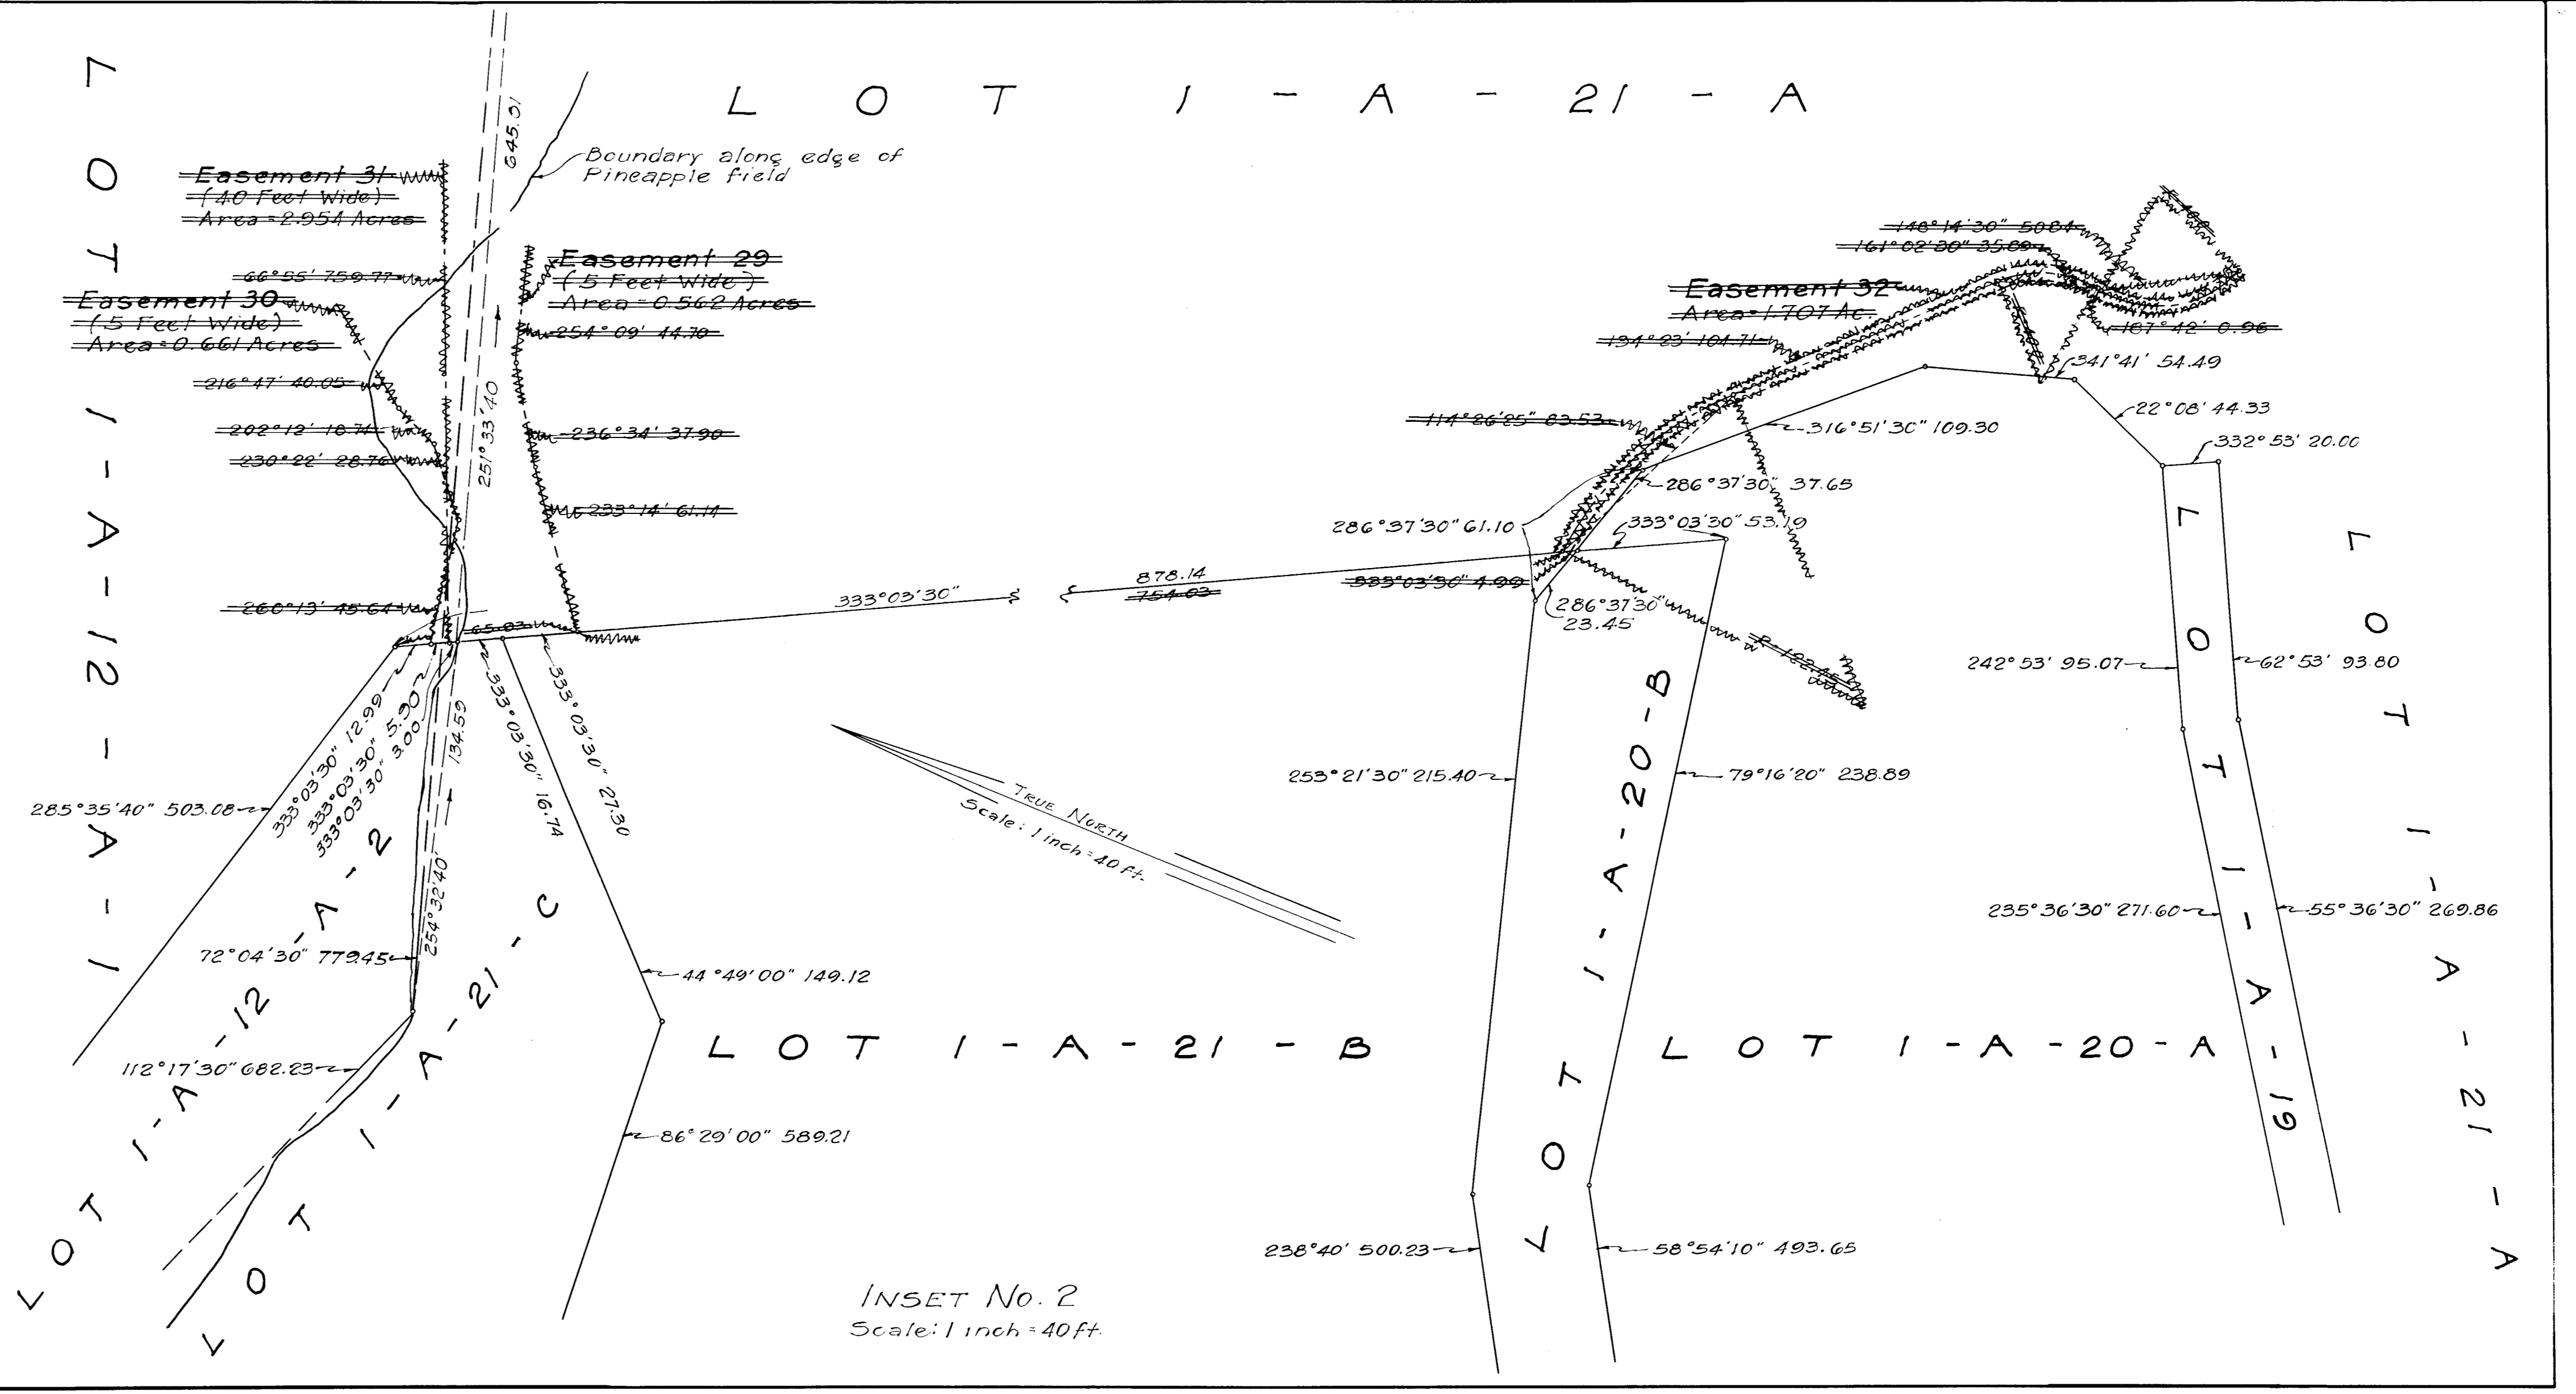 LOT 1-A-21-A
LOT 1-A-12-A-1
645.01
Boundary along edge of
Pineapple field
Easement 31
(40 Feet Wide)
Area = 2.954 Acres
66°55' 759.77
Easement 30
(5 Feet Wide)
Area = 0.661 Acres
Easement 29
(5 Feet Wide)
Area = 0.562 Acres
254°09' 44.70
216°47' 40.05
202°12' 18.74
230°22' 28.76
251°33'40
236°34' 37.90
233°14' 61.14
260°13' 45.64
65.83
333°03'30"
878.14
754.03
148°14'30" 50.84
161°02'30" 35.89
Easement 32
Area = 1.707 Ac.
187°42' 0.96
134°23' 104.71
341°41' 54.49
114°26'25" 83.53
22°08' 44.33
316°51'30" 109.30
332°53' 20.00
286°37'30" 37.65
286°37'30" 61.10
333°03'30" 53.19
333°03'30" 4.99
286°37'30"
23.45
242°53' 95.07
62°53' 93.80
333°03'30" 12.99
333°03'30" 5.90
333°03'30" 3.00
134.59
333°03'30" 16.74
333°03'30" 27.30
285°35'40" 503.08
254°32'40"
TRUE NORTH
Scale: 1 inch = 40 ft.
253°21'30" 215.40
79°16'20" 238.89
235°36'30" 271.60
55°36'30" 269.86
72°04'30" 779.45
44°49'00" 149.12
112°17'30" 682.23
86°29'00" 589.21
LOT 1-A-12-A-2
LOT 1-A-21-C
LOT 1-A-21-B
LOT 1-A-20-B
LOT 1-A-20-A
LOT 1-A-19
LOT 1-A-21-A
238°40' 500.23
58°54'10" 493.65
INSET No. 2
Scale: 1 inch = 40 ft.